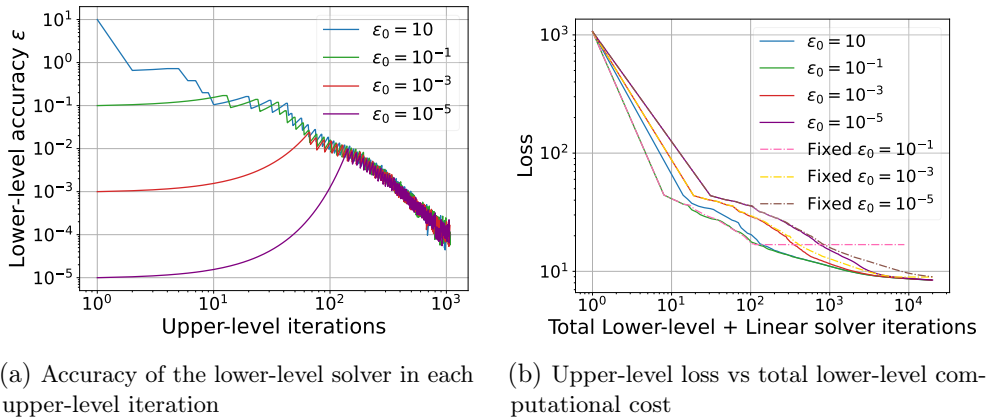 Lower-level accuracy ε
10¹
10⁰
10⁻¹
10⁻²
10⁻³
10⁻⁴
10⁻⁵
ε₀ = 10
ε₀ = 10⁻¹
ε₀ = 10⁻³
ε₀ = 10⁻⁵
10⁰ 10¹ 10² 10³
Upper-level iterations
(a) Accuracy of the lower-level solver in each
upper-level iteration
Loss
10³
10²
10¹
ε₀ = 10
ε₀ = 10⁻¹
ε₀ = 10⁻³
ε₀ = 10⁻⁵
Fixed ε₀ = 10⁻¹
Fixed ε₀ = 10⁻³
Fixed ε₀ = 10⁻⁵
10⁰ 10¹ 10² 10³ 10⁴
Total Lower-level + Linear solver iterations
(b) Upper-level loss vs total lower-level com-
putational cost